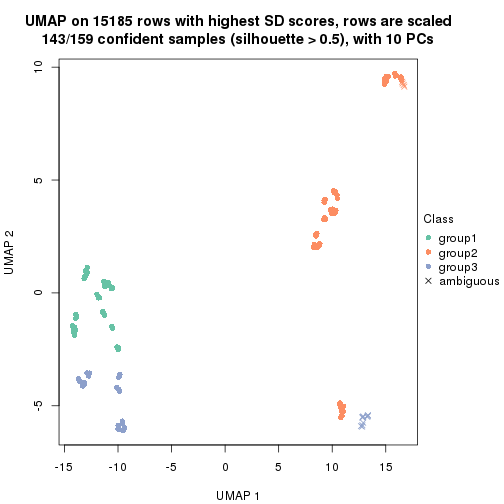 UMAP on 15185 rows with highest SD scores, rows are scaled
143/159 confident samples (silhouette > 0.5), with 10 PCs
10
5
0
-5
UMAP 2
-15
-10
-5
0
5
10
15
UMAP 1
Class
group1
group2
group3
ambiguous